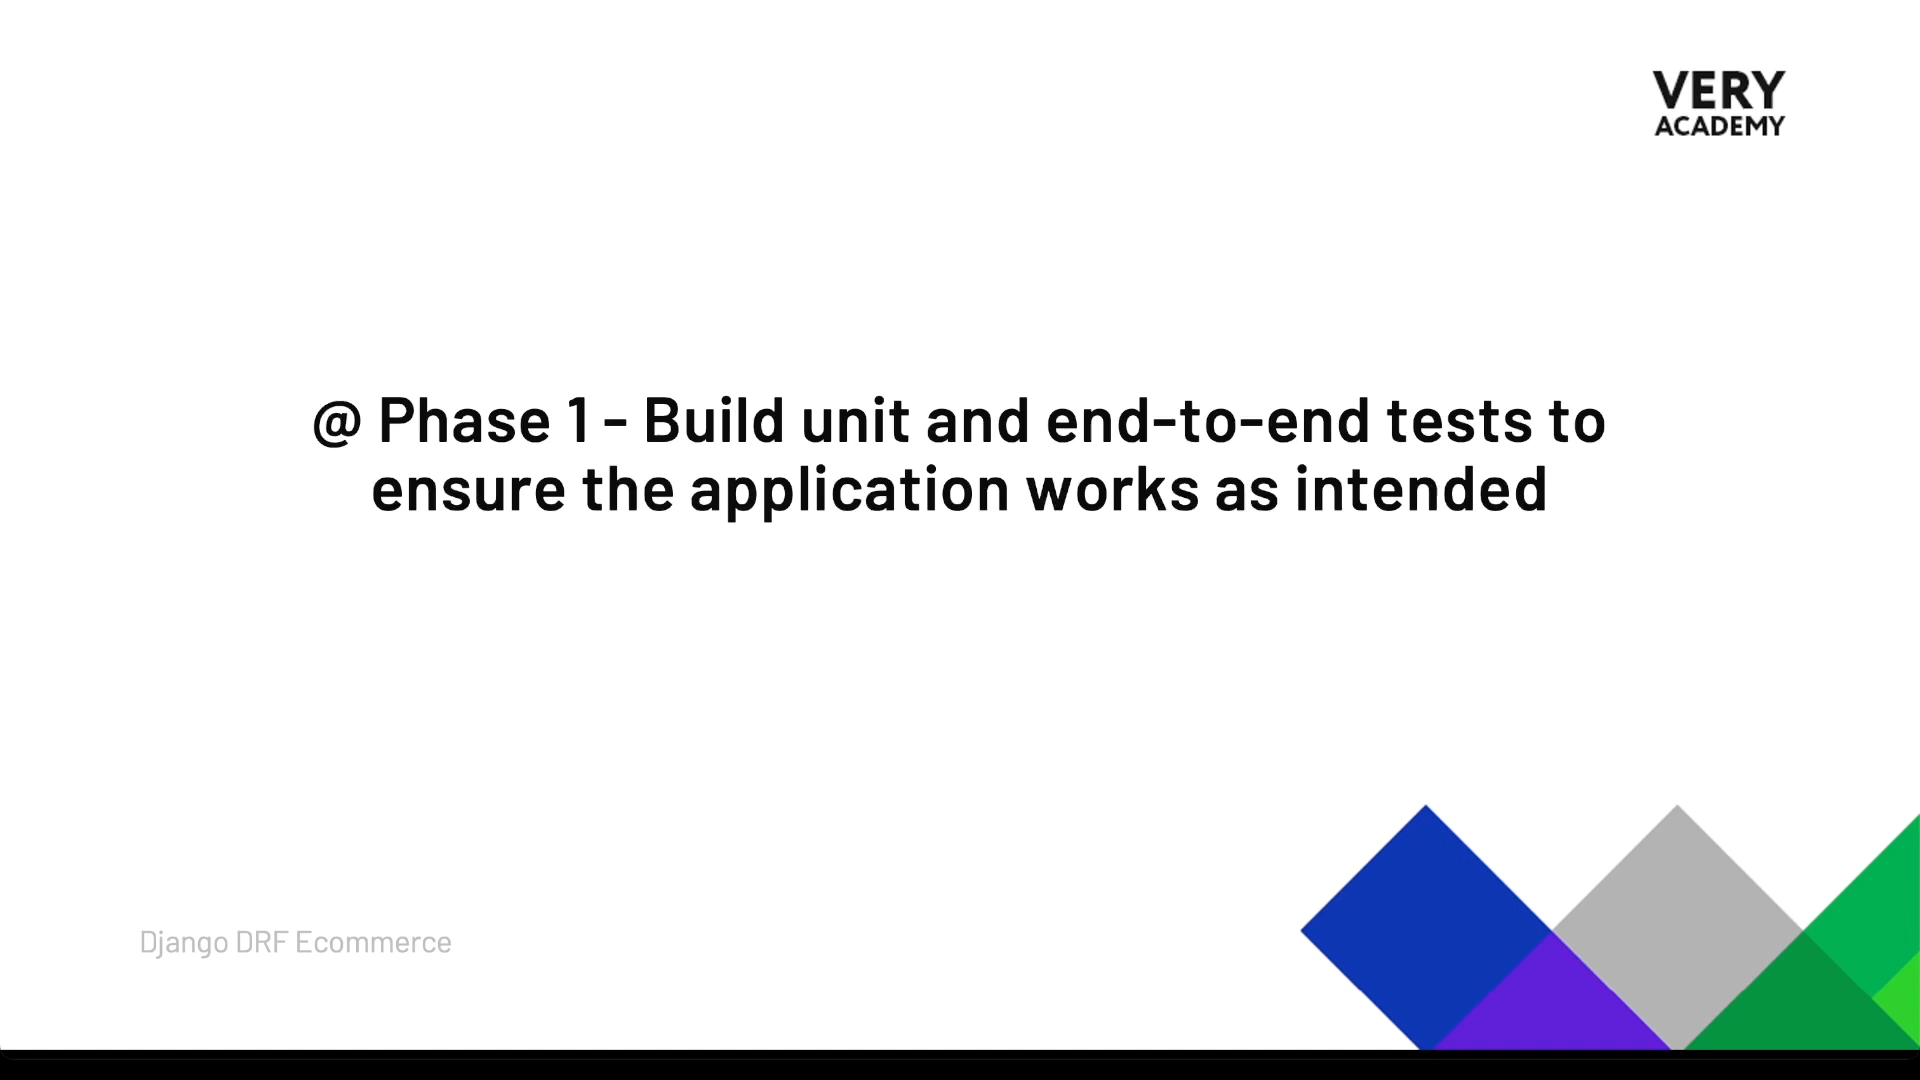 VERY
ACADEMY
@ Phase 1 - Build unit and end-to-end tests to
ensure the application works as intended
Django DRF Ecommerce